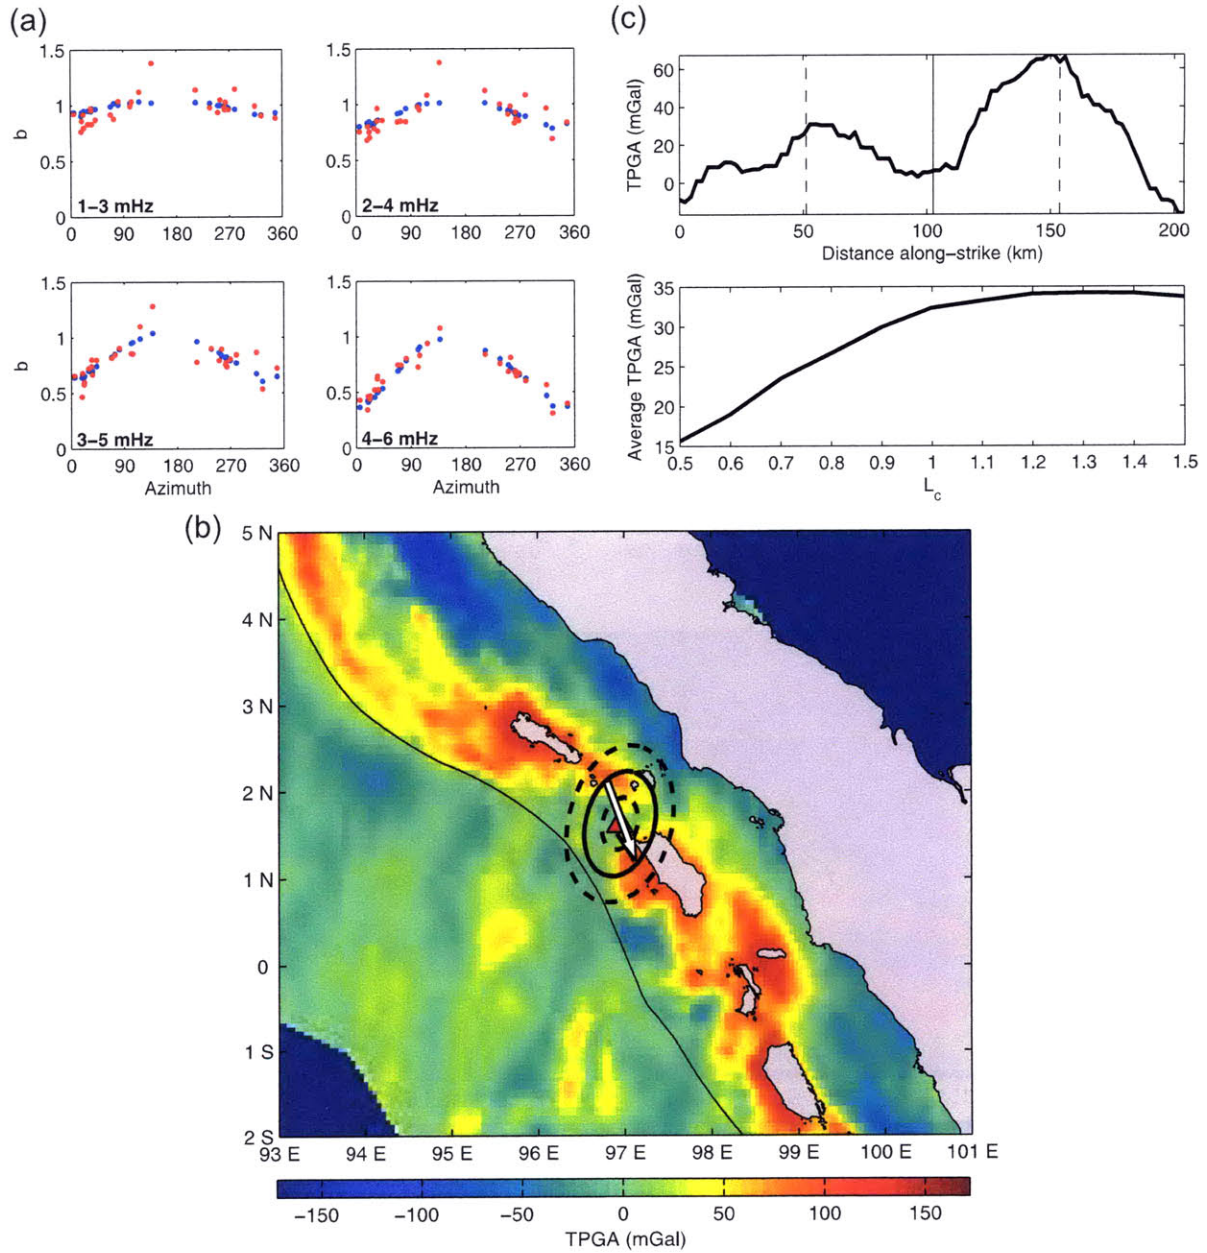 (a)
1.5
1
0.5
0
b
1–3 mHz
0 90 180 270 360
1.5
1
0.5
0
2–4 mHz
0 90 180 270 360
1.5
1
0.5
0
b
3–5 mHz
0 90 180 270 360
Azimuth
1.5
1
0.5
0
4–6 mHz
0 90 180 270 360
Azimuth
(c)
60
40
20
0
TPGA (mGal)
0 50 100 150 200
Distance along–strike (km)
35
30
25
20
15
Average TPGA (mGal)
0.5 0.6 0.7 0.8 0.9 1 1.1 1.2 1.3 1.4 1.5
Lc
(b)
5 N
4 N
3 N
2 N
1 N
0
1 S
2 S
93 E 94 E 95 E 96 E 97 E 98 E 99 E 100 E 101 E
−150 −100 −50 0 50 100 150
TPGA (mGal)